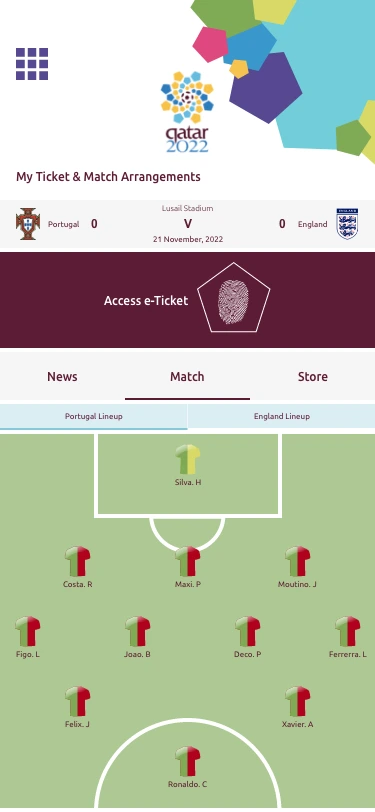 qatar
2022
My Ticket & Match Arrangements
Lusail Stadium
Portugal 0 V 0 England
21 November, 2022
Access e-Ticket
News Match Store
Portugal Lineup England Lineup
Silva. H
Costa. R Maxi. P Moutino. J
Figo. L Joao. B Deco. P Ferrerra. L
Felix. J Xavier. A
Ronaldo. C